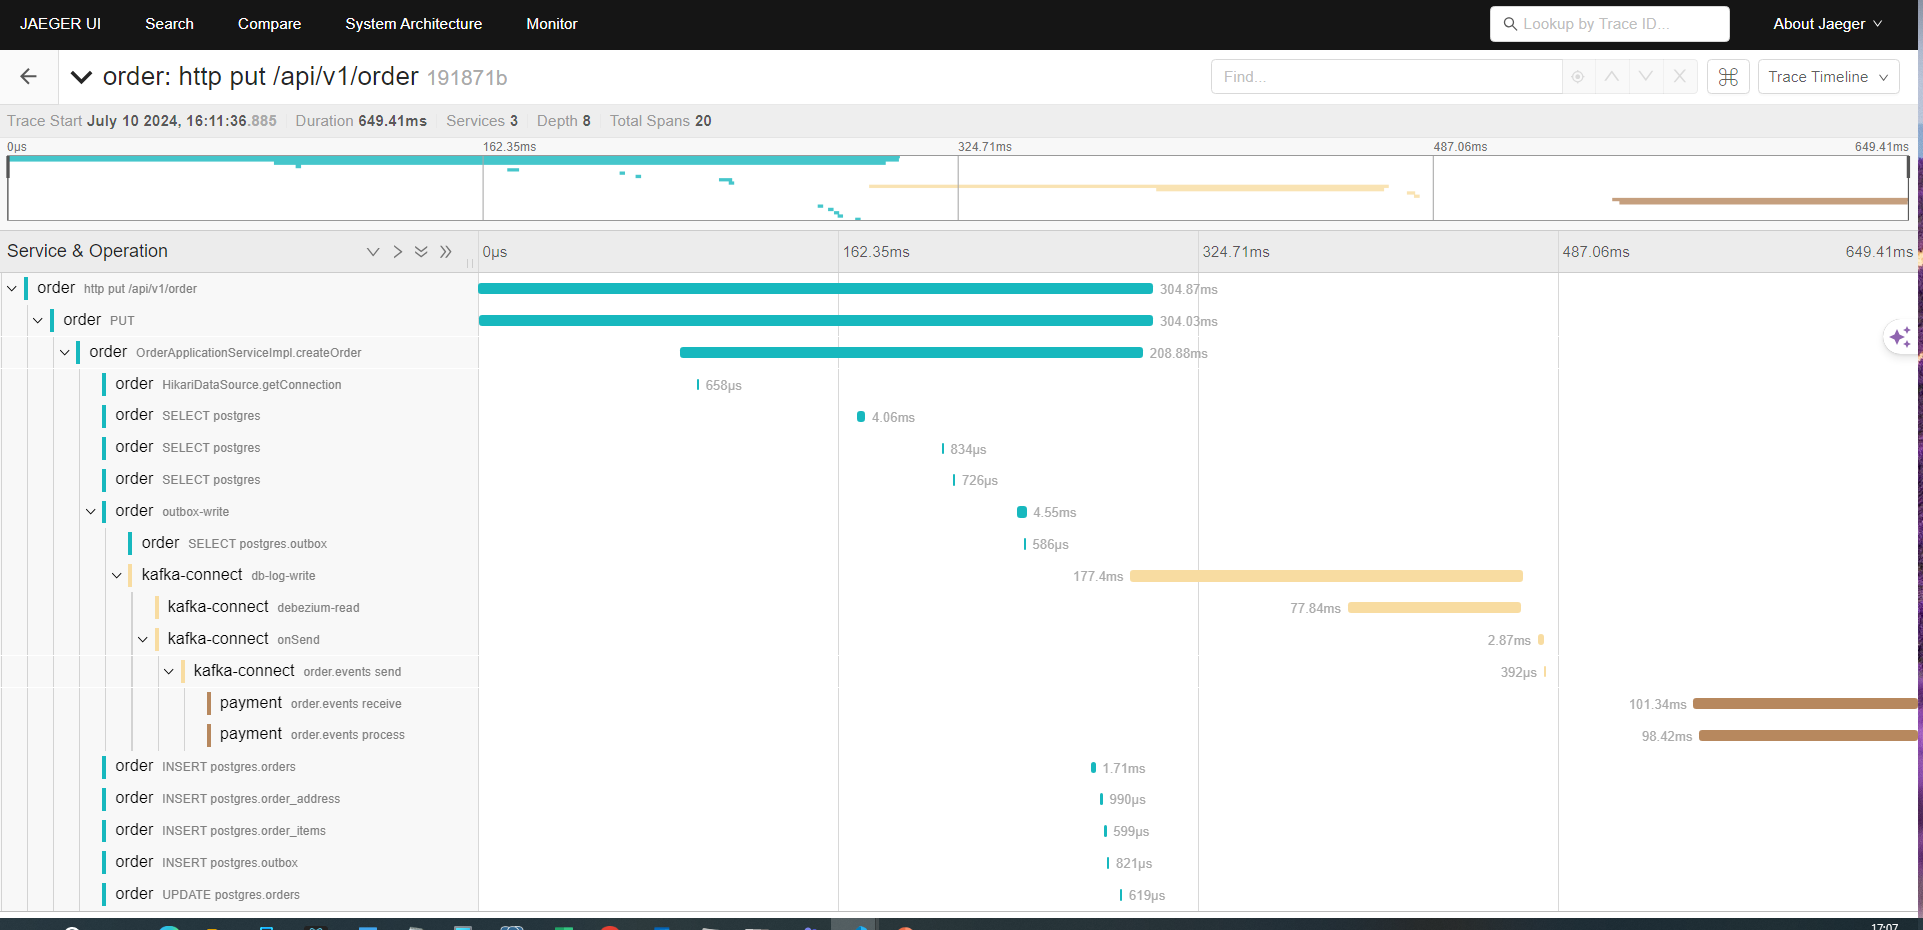 JAEGER UI Search Compare System Architecture Monitor Lookup by Trace ID... About Jaeger
order: http put /api/v1/order 191871b Find... Trace Timeline
Trace Start July 10 2024, 16:11:36.885 Duration 649.41ms Services 3 Depth 8 Total Spans 20
0μs 162.35ms 324.71ms 487.06ms 649.41ms
Service & Operation 0μs 162.35ms 324.71ms 487.06ms 649.41ms
order http put /api/v1/order 304.87ms
order PUT 304.03ms
order OrderApplicationServiceImpl.createOrder 208.88ms
order HikariDataSource.getConnection 658μs
order SELECT postgres 4.06ms
order SELECT postgres 834μs
order SELECT postgres 726μs
order outbox-write 4.55ms
order SELECT postgres.outbox 586μs
kafka-connect db-log-write 177.4ms
kafka-connect debezium-read 77.84ms
kafka-connect onSend 2.87ms
kafka-connect order.events send 392μs
payment order.events receive 101.34ms
payment order.events process 98.42ms
order INSERT postgres.orders 1.71ms
order INSERT postgres.order_address 990μs
order INSERT postgres.order_items 599μs
order INSERT postgres.outbox 821μs
order UPDATE postgres.orders 619μs
17:07